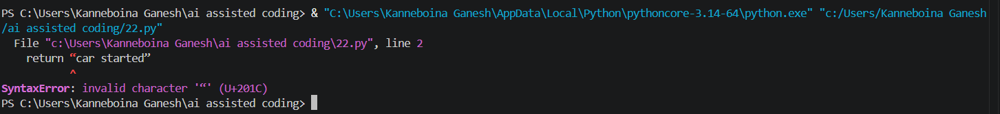 PS C:\Users\Kanneboina Ganesh\ai assisted coding> & "C:\Users\Kanneboina Ganesh\AppData\Local\Python\pythoncore-3.14-64\python.exe" "c:/Users/Kanneboina Ganesh
/ai assisted coding/22.py"
  File "c:\Users\Kanneboina Ganesh\ai assisted coding\22.py", line 2
    return “car started”
           ^
SyntaxError: invalid character '“' (U+201C)
PS C:\Users\Kanneboina Ganesh\ai assisted coding>